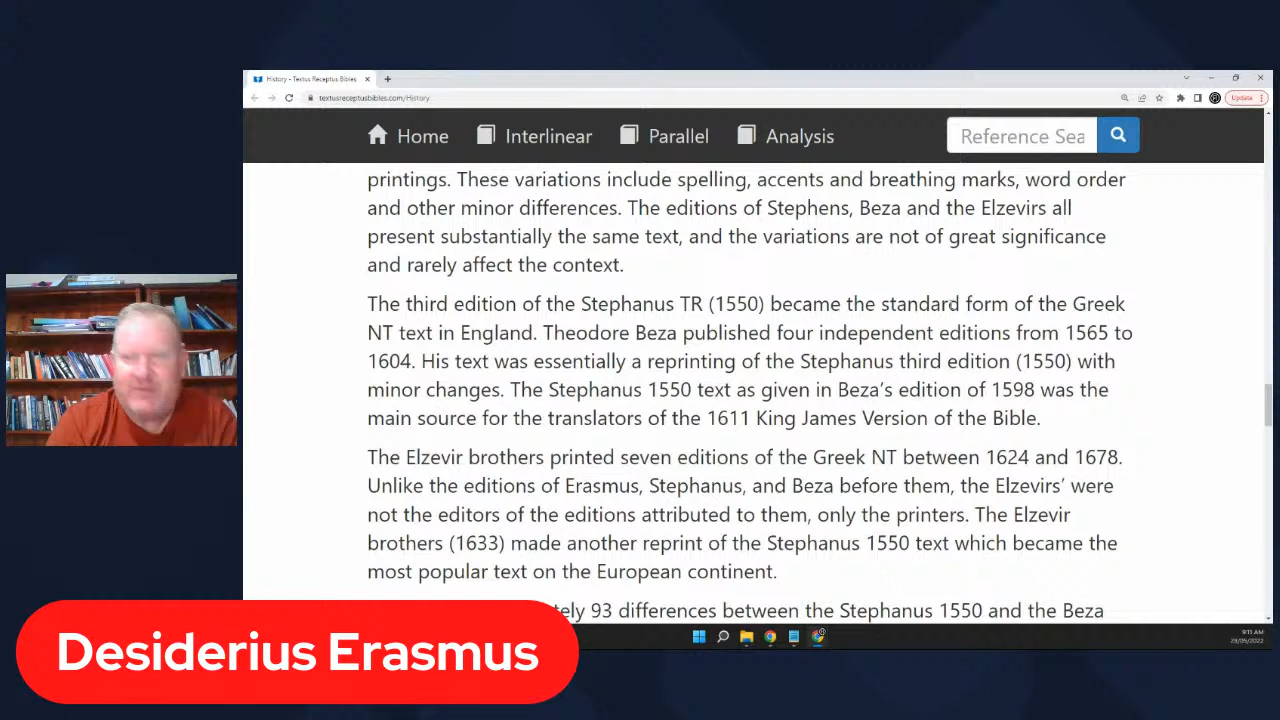 History - Textus Receptus Bibles
textusreceptusbibles.com/History
Update
Home
Interlinear
Parallel
Analysis
Reference Sea
printings. These variations include spelling, accents and breathing marks, word order
and other minor differences. The editions of Stephens, Beza and the Elzevirs all
present substantially the same text, and the variations are not of great significance
and rarely affect the context.
The third edition of the Stephanus TR (1550) became the standard form of the Greek
NT text in England. Theodore Beza published four independent editions from 1565 to
1604. His text was essentially a reprinting of the Stephanus third edition (1550) with
minor changes. The Stephanus 1550 text as given in Beza's edition of 1598 was the
main source for the translators of the 1611 King James Version of the Bible.
The Elzevir brothers printed seven editions of the Greek NT between 1624 and 1678.
Unlike the editions of Erasmus, Stephanus, and Beza before them, the Elzevirs' were
not the editors of the editions attributed to them, only the printers. The Elzevir
brothers (1633) made another reprint of the Stephanus 1550 text which became the
most popular text on the European continent.
tely 93 differences between the Stephanus 1550 and the Beza
9:15 AM
29/05/2022
Desiderius Erasmus